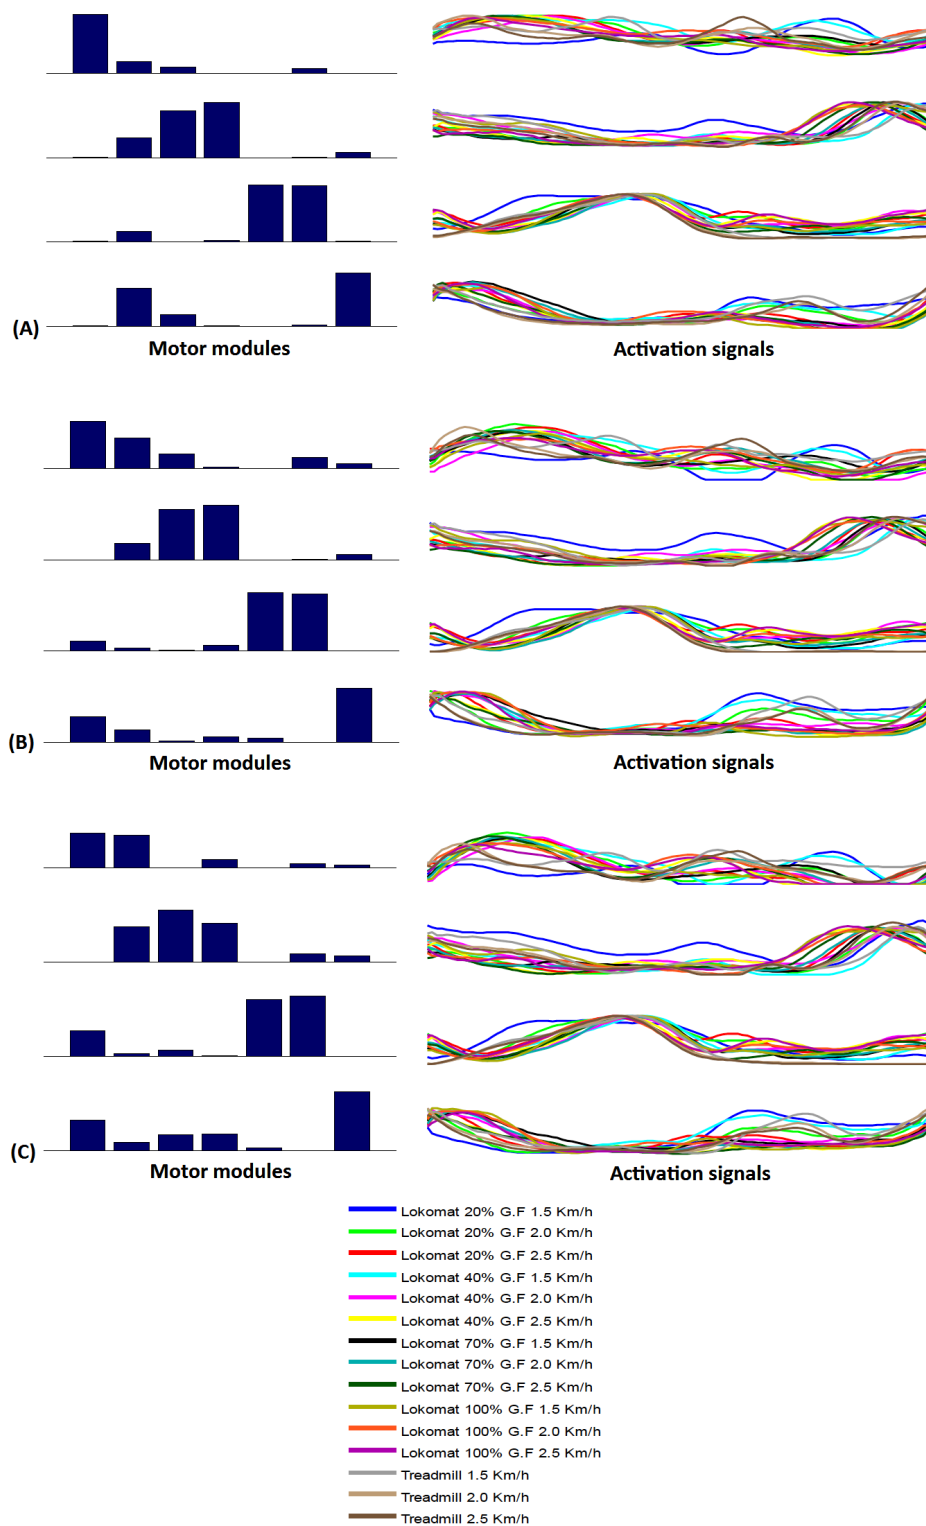 (A)
Motor modules
Activation signals
(B)
Motor modules
Activation signals
(C)
Motor modules
Activation signals
Lokomat 20% G.F 1.5 Km/h
Lokomat 20% G.F 2.0 Km/h
Lokomat 20% G.F 2.5 Km/h
Lokomat 40% G.F 1.5 Km/h
Lokomat 40% G.F 2.0 Km/h
Lokomat 40% G.F 2.5 Km/h
Lokomat 70% G.F 1.5 Km/h
Lokomat 70% G.F 2.0 Km/h
Lokomat 70% G.F 2.5 Km/h
Lokomat 100% G.F 1.5 Km/h
Lokomat 100% G.F 2.0 Km/h
Lokomat 100% G.F 2.5 Km/h
Treadmill 1.5 Km/h
Treadmill 2.0 Km/h
Treadmill 2.5 Km/h